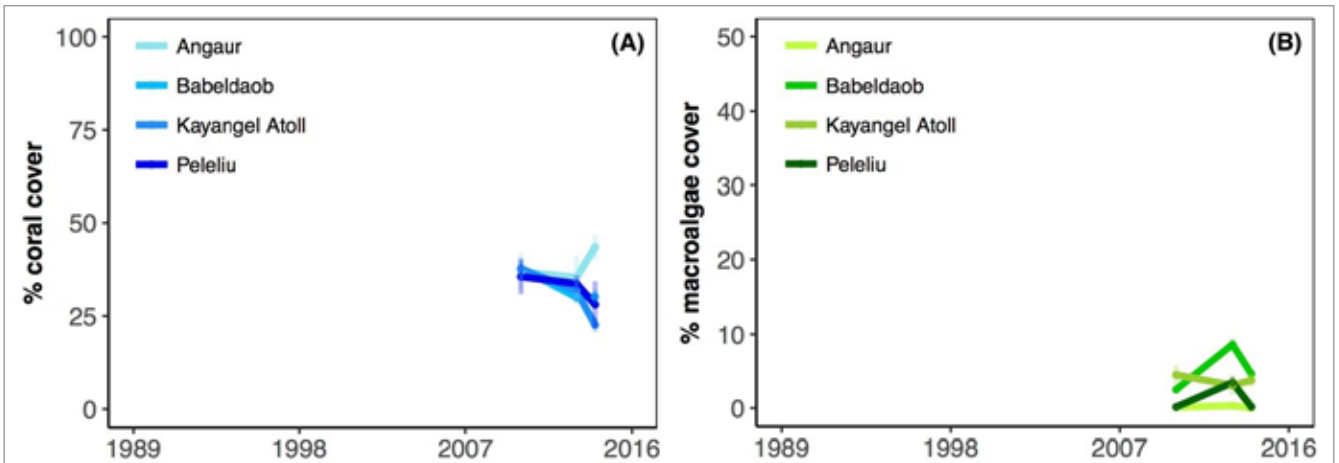 % coral cover
100
75
50
25
0
1989 1998 2007 2016
Angaur
Babeldaob
Kayangel Atoll
Peleliu
(A)
% macroalgae cover
50
40
30
20
10
0
1989 1998 2007 2016
Angaur
Babeldaob
Kayangel Atoll
Peleliu
(B)